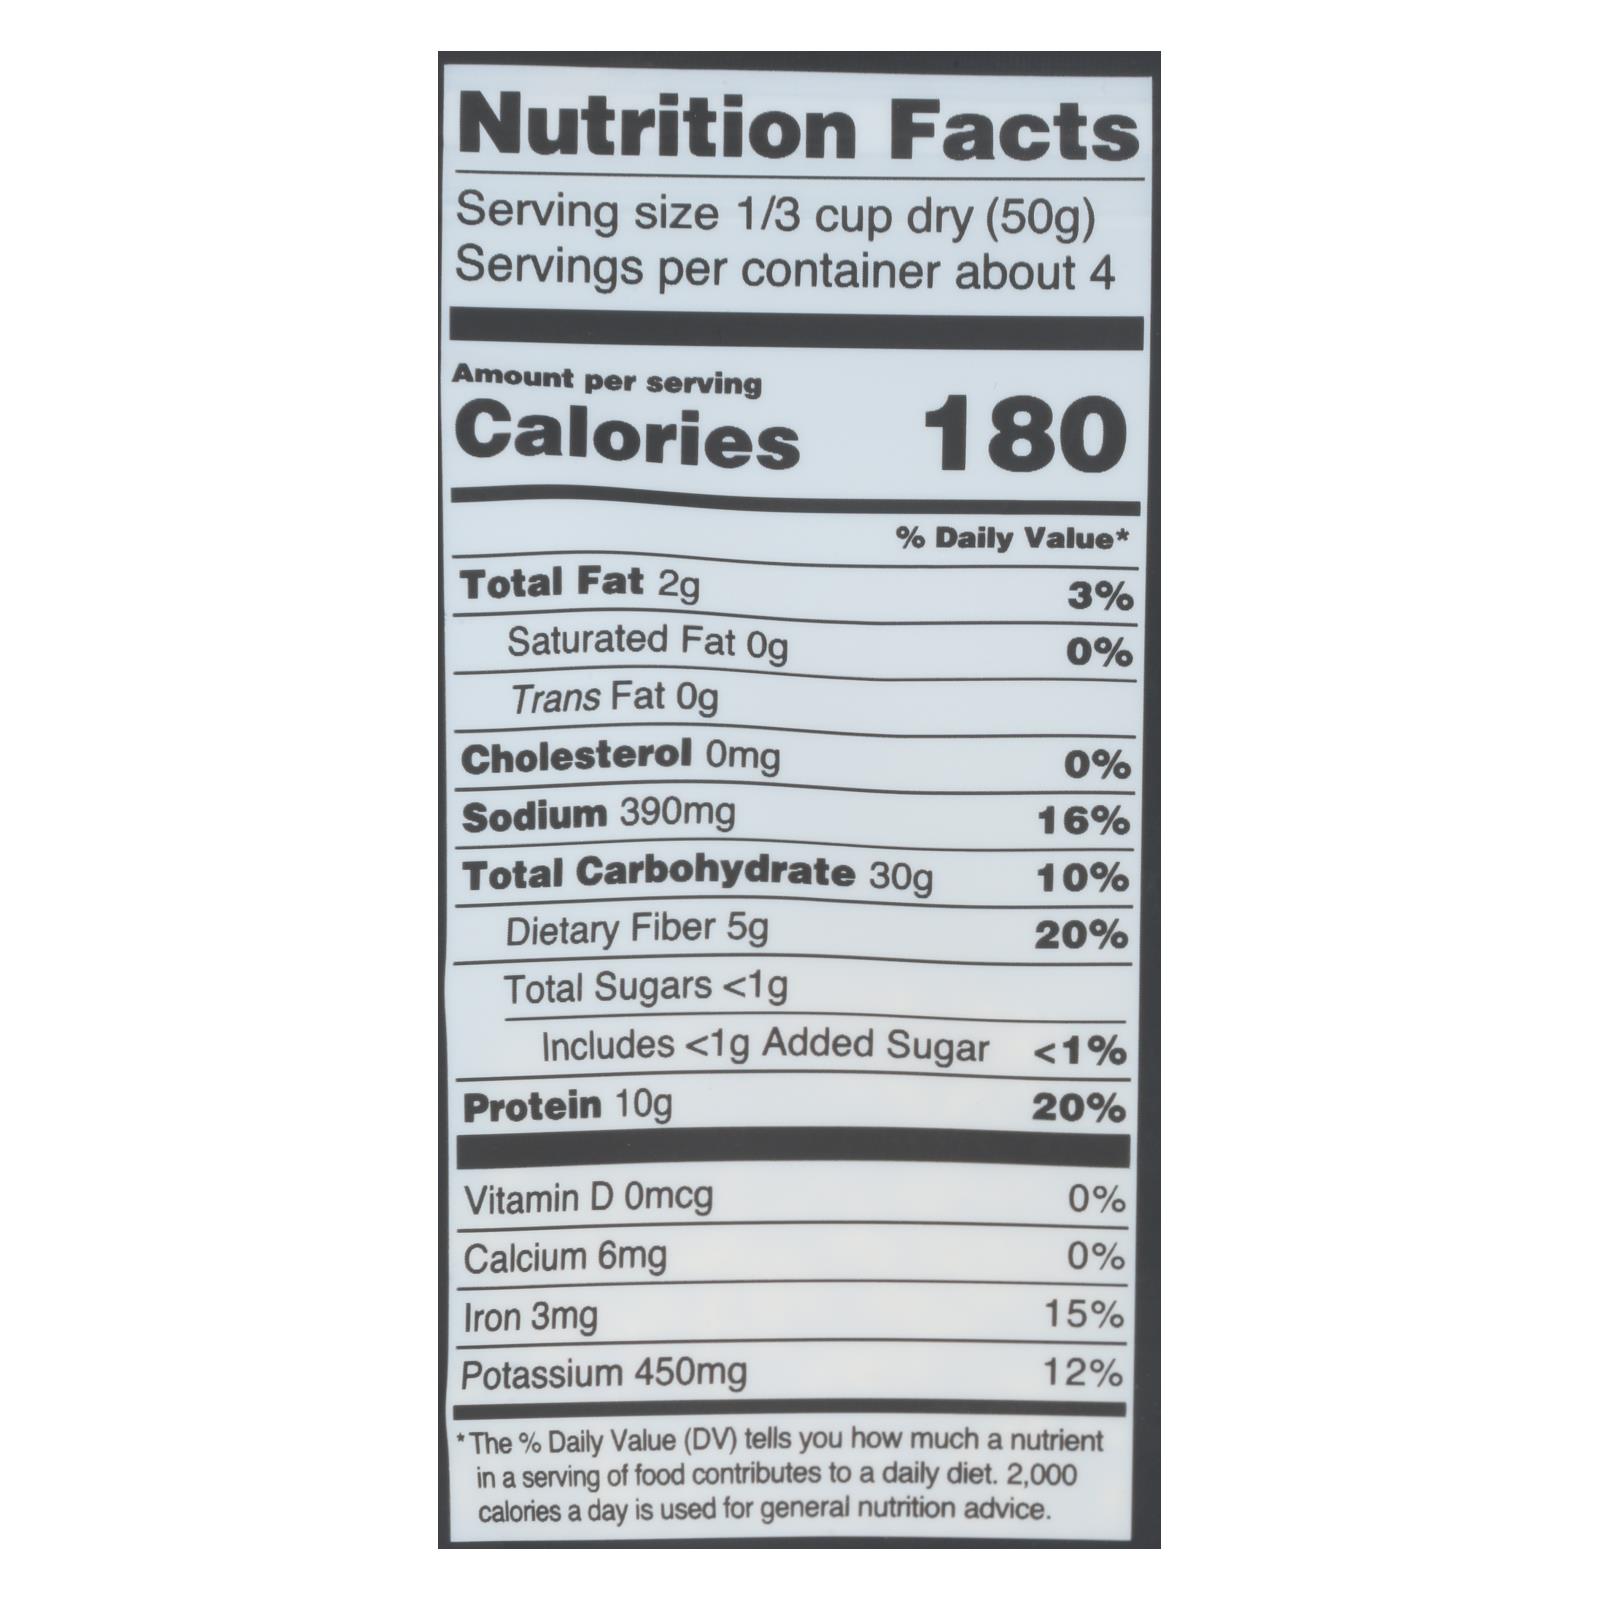 Nutrition Facts
Serving size 1/3 cup dry (50g)
Servings per container about 4
Amount per serving
Calories 180
% Daily Value*
Total Fat 2g 3%
Saturated Fat 0g 0%
Trans Fat 0g
Cholesterol 0mg 0%
Sodium 390mg 16%
Total Carbohydrate 30g 10%
Dietary Fiber 5g 20%
Total Sugars <1g
Includes <1g Added Sugar <1%
Protein 10g 20%
Vitamin D 0mcg 0%
Calcium 6mg 0%
Iron 3mg 15%
Potassium 450mg 12%
*The % Daily Value (DV) tells you how much a nutrient
in a serving of food contributes to a daily diet. 2,000
calories a day is used for general nutrition advice.